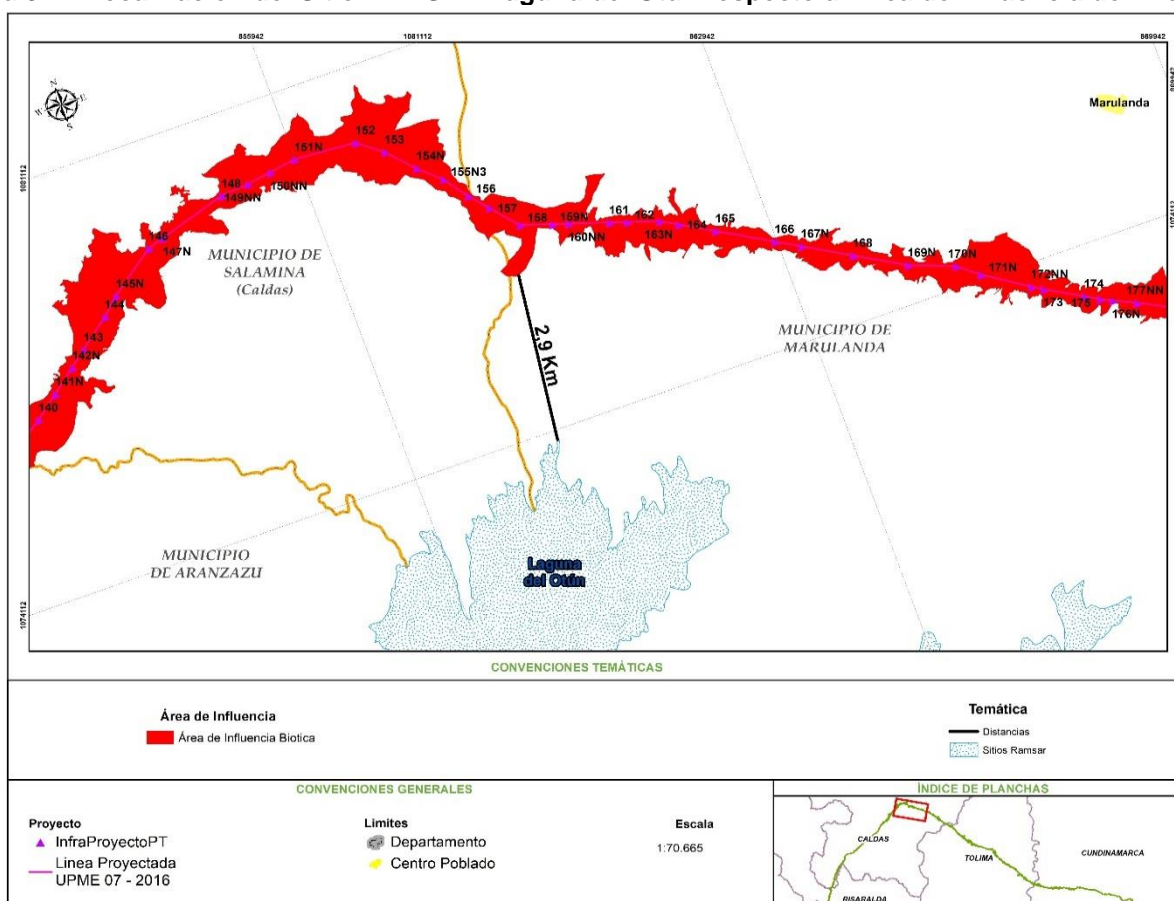 855942
1081112
862942
869942
N
E
W
S
Marulanda
1081112
1074112
152
151N
153
154N
155N3
148
150NN
149NN
156
157
158
159N
160NN
161
162
163N
164
165
166
167N
168
169N
170N
171N
172NN
173
174
175
176N
177NN
146
147N
145N
144
143
142N
141N
140
MUNICIPIO DE
SALAMINA
(Caldas)
MUNICIPIO DE
MARULANDA
2,9 Km
MUNICIPIO
DE ARANZAZU
Laguna
del Otún
1074112
CONVENCIONES TEMÁTICAS
Área de Influencia
Área de Influencia Biotica
Temática
Distancias
Sitios Ramsar
CONVENCIONES GENERALES
Proyecto
InfraProyectoPT
Linea Proyectada
UPME 07 - 2016
Limites
Departamento
Centro Poblado
Escala
1:70.665
ÍNDICE DE PLANCHAS
CALDAS
TOLIMA
CUNDINAMARCA
RISARALDA